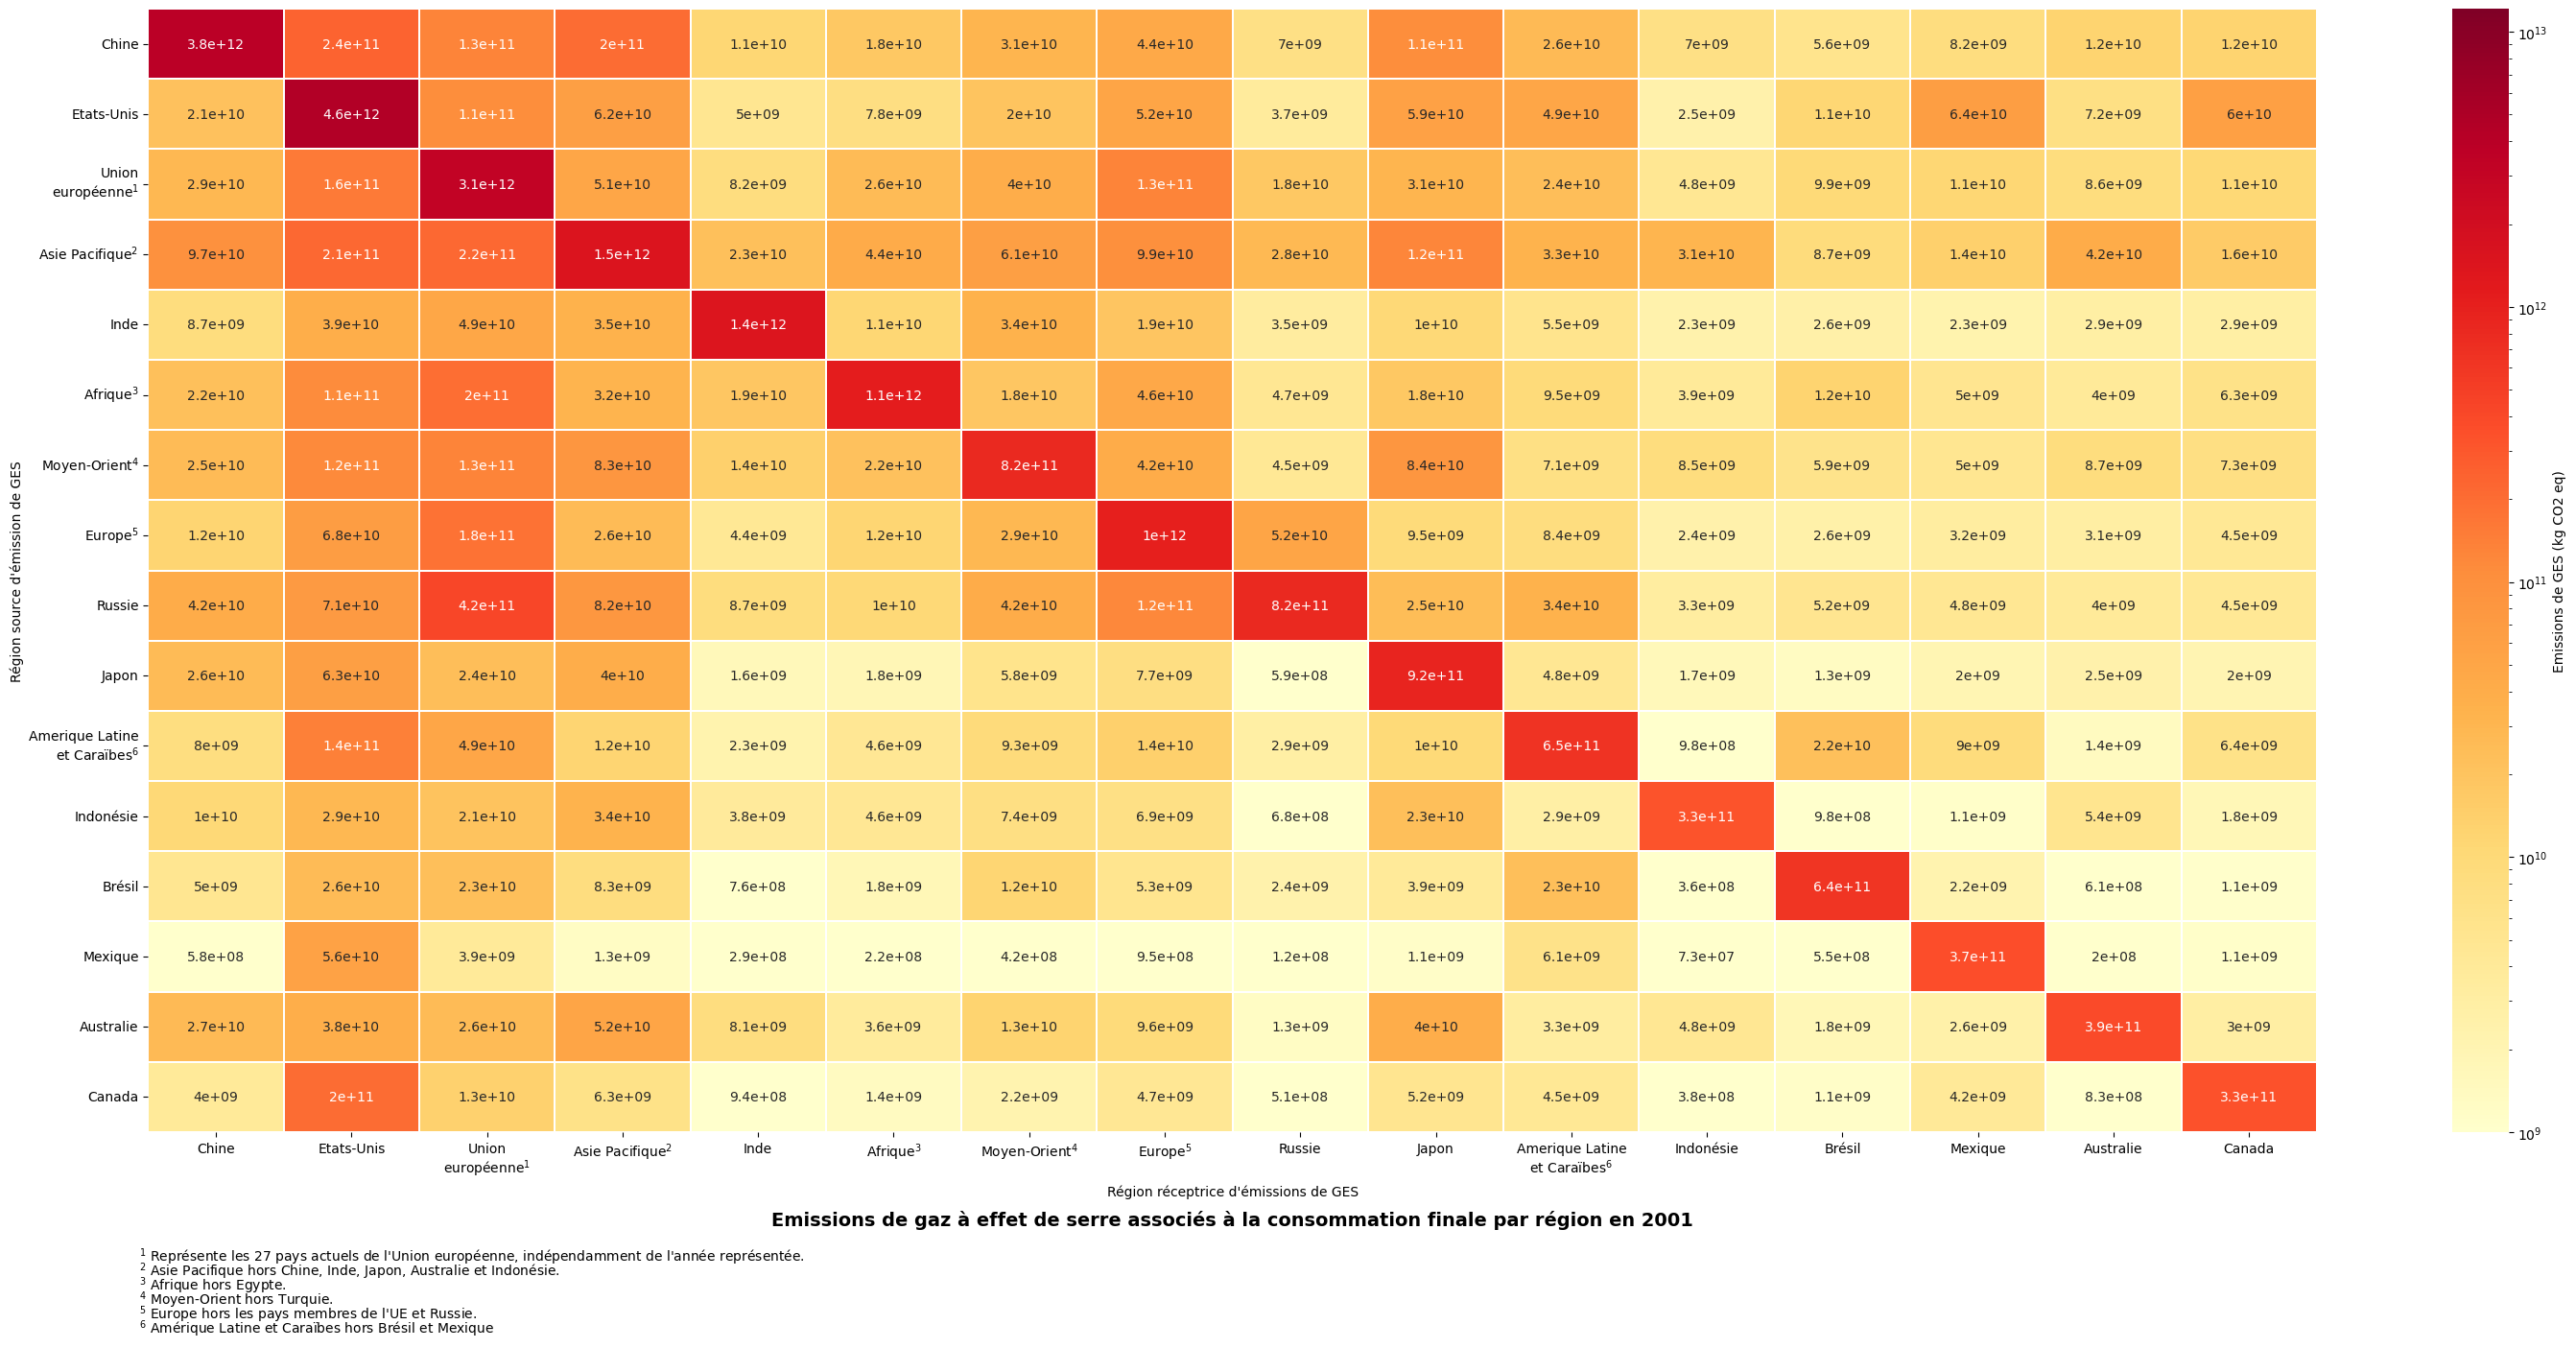 Chine 3.8e+12 2.4e+11 1.3e+11 2e+11 1.1e+10 1.8e+10 3.1e+10 4.4e+10 7e+09 1.1e+11 2.6e+10 7e+09 5.6e+09 8.2e+09 1.2e+10 1.2e+10
Etats-Unis 2.1e+10 4.6e+12 1.1e+11 6.2e+10 5e+09 7.8e+09 2e+10 5.2e+10 3.7e+09 5.9e+10 4.9e+10 2.5e+09 1.1e+10 6.4e+10 7.2e+09 6e+10
Union
européenne¹ 2.9e+10 1.6e+11 3.1e+12 5.1e+10 8.2e+09 2.6e+10 4e+10 1.3e+11 1.8e+10 3.1e+10 2.4e+10 4.8e+09 9.9e+09 1.1e+10 8.6e+09 1.1e+10
Asie Pacifique² 9.7e+10 2.1e+11 2.2e+11 1.5e+12 2.3e+10 4.4e+10 6.1e+10 9.9e+10 2.8e+10 1.2e+11 3.3e+10 3.1e+10 8.7e+09 1.4e+10 4.2e+10 1.6e+10
Inde 8.7e+09 3.9e+10 4.9e+10 3.5e+10 1.4e+12 1.1e+10 3.4e+10 1.9e+10 3.5e+09 1e+10 5.5e+09 2.3e+09 2.6e+09 2.3e+09 2.9e+09 2.9e+09
Afrique³ 2.2e+10 1.1e+11 2e+11 3.2e+10 1.9e+10 1.1e+12 1.8e+10 4.6e+10 4.7e+09 1.8e+10 9.5e+09 3.9e+09 1.2e+10 5e+09 4e+09 6.3e+09
Moyen-Orient⁴ 2.5e+10 1.2e+11 1.3e+11 8.3e+10 1.4e+10 2.2e+10 8.2e+11 4.2e+10 4.5e+09 8.4e+10 7.1e+09 8.5e+09 5.9e+09 5e+09 8.7e+09 7.3e+09
Europe⁵ 1.2e+10 6.8e+10 1.8e+11 2.6e+10 4.4e+09 1.2e+10 2.9e+10 1e+12 5.2e+10 9.5e+09 8.4e+09 2.4e+09 2.6e+09 3.2e+09 3.1e+09 4.5e+09
Russie 4.2e+10 7.1e+10 4.2e+11 8.2e+10 8.7e+09 1e+10 4.2e+10 1.2e+11 8.2e+11 2.5e+10 3.4e+10 3.3e+09 5.2e+09 4.8e+09 4e+09 4.5e+09
Japon 2.6e+10 6.3e+10 2.4e+10 4e+10 1.6e+09 1.8e+09 5.8e+09 7.7e+09 5.9e+08 9.2e+11 4.8e+09 1.7e+09 1.3e+09 2e+09 2.5e+09 2e+09
Amerique Latine
et Caraïbes⁶ 8e+09 1.4e+11 4.9e+10 1.2e+10 2.3e+09 4.6e+09 9.3e+09 1.4e+10 2.9e+09 1e+10 6.5e+11 9.8e+08 2.2e+10 9e+09 1.4e+09 6.4e+09
Indonésie 1e+10 2.9e+10 2.1e+10 3.4e+10 3.8e+09 4.6e+09 7.4e+09 6.9e+09 6.8e+08 2.3e+10 2.9e+09 3.3e+11 9.8e+08 1.1e+09 5.4e+09 1.8e+09
Brésil 5e+09 2.6e+10 2.3e+10 8.3e+09 7.6e+08 1.8e+09 1.2e+10 5.3e+09 2.4e+09 3.9e+09 2.3e+10 3.6e+08 6.4e+11 2.2e+09 6.1e+08 1.1e+09
Mexique 5.8e+08 5.6e+10 3.9e+09 1.3e+09 2.9e+08 2.2e+08 4.2e+08 9.5e+08 1.2e+08 1.1e+09 6.1e+09 7.3e+07 5.5e+08 3.7e+11 2e+08 1.1e+09
Australie 2.7e+10 3.8e+10 2.6e+10 5.2e+10 8.1e+09 3.6e+09 1.3e+10 9.6e+09 1.3e+09 4e+10 3.3e+09 4.8e+09 1.8e+09 2.6e+09 3.9e+11 3e+09
Canada 4e+09 2e+11 1.3e+10 6.3e+09 9.4e+08 1.4e+09 2.2e+09 4.7e+09 5.1e+08 5.2e+09 4.5e+09 3.8e+08 1.1e+09 4.2e+09 8.3e+08 3.3e+11
Région source d'émission de GES
Chine Etats-Unis Union
européenne¹ Asie Pacifique² Inde Afrique³ Moyen-Orient⁴ Europe⁵ Russie Japon Amerique Latine
et Caraïbes⁶ Indonésie Brésil Mexique Australie Canada
Région réceptrice d'émissions de GES
10¹³
10¹²
10¹¹
10¹⁰
10⁹
Emissions de GES (kg CO2 eq)
Emissions de gaz à effet de serre associés à la consommation finale par région en 2001
¹ Représente les 27 pays actuels de l'Union européenne, indépendamment de l'année représentée.
² Asie Pacifique hors Chine, Inde, Japon, Australie et Indonésie.
³ Afrique hors Egypte.
⁴ Moyen-Orient hors Turquie.
⁵ Europe hors les pays membres de l'UE et Russie.
⁶ Amérique Latine et Caraïbes hors Brésil et Mexique